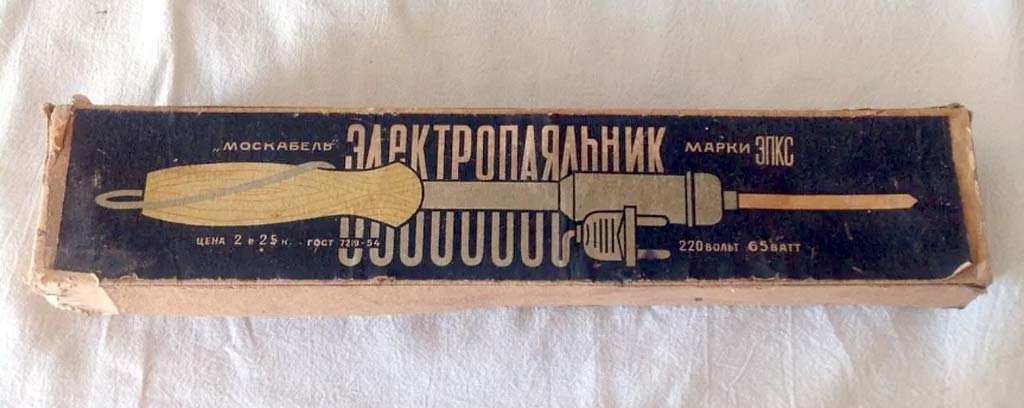 „МОСКАБЕЛЬ" ЭЛЕКТРОПАЯЛЬНИК МАРКИ ЭПКС
ЦЕНА 2 р 25 к. ГОСТ 7219-54 220 ВОЛЬТ 65 ВАТТ